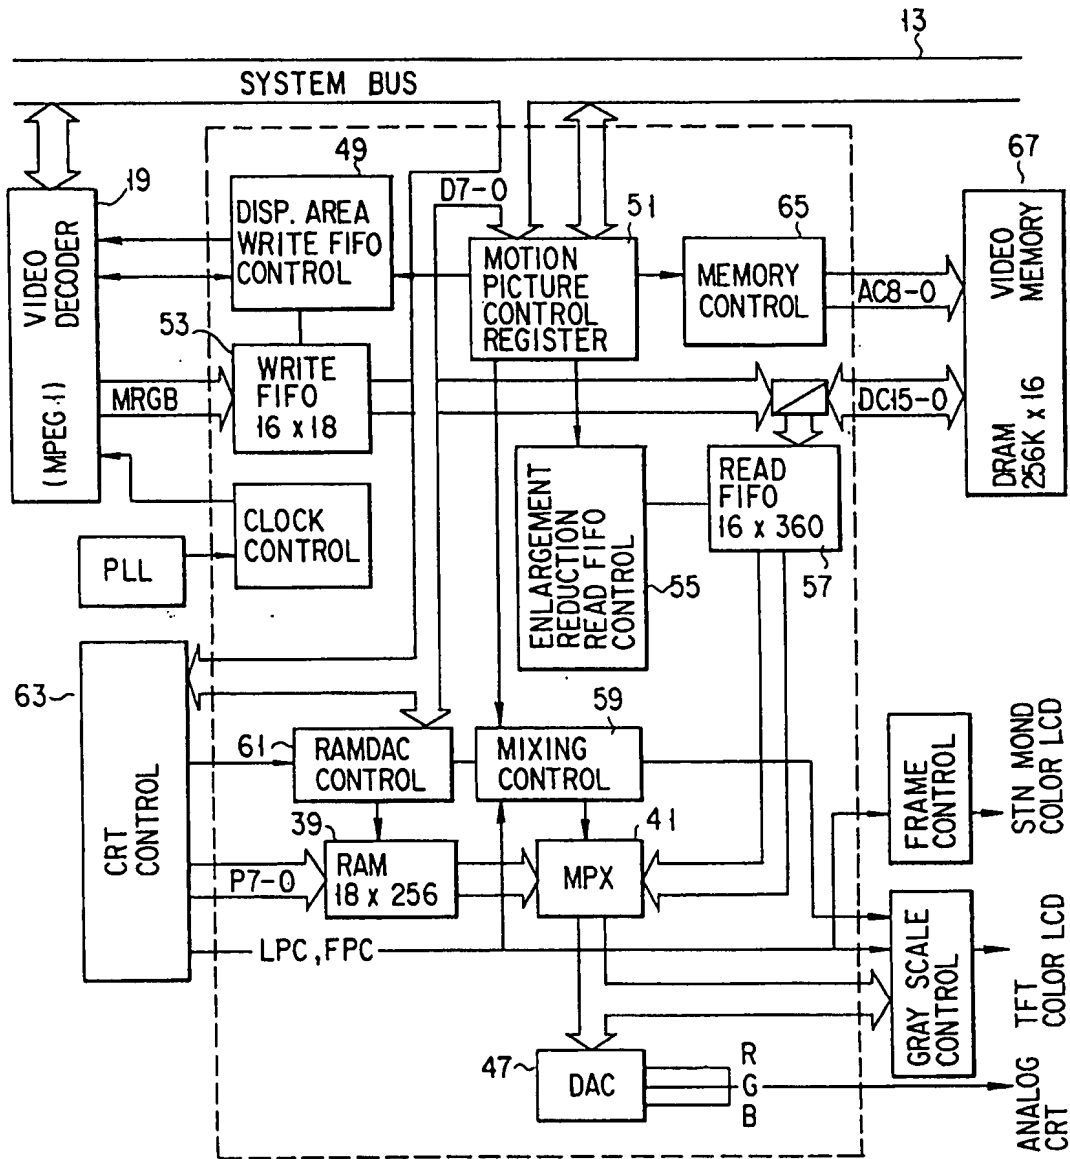 13
SYSTEM BUS
49
67
19
D7-0
51
65
DISP. AREA
WRITE FIFO
CONTROL
MOTION
PICTURE
CONTROL
REGISTER
MEMORY
CONTROL
AC8-0
VIDEO
DECODER
(MPEG1)
VIDEO
MEMORY
DRAM
256K x 16
53
WRITE
FIFO
16 x 18
MRGB
DC15-0
READ
FIFO
16 x 360
ENLARGEMENT
REDUCTION
READ FIFO
CONTROL
CLOCK
CONTROL
PLL
55
57
63
59
61
RAMDAC
CONTROL
MIXING
CONTROL
CRT
CONTROL
FRAME
CONTROL
STN MOND
COLOR LCD
39
41
P7-0
RAM
18 x 256
MPX
LPC,FPC
GRAY SCALE
CONTROL
TFT
COLOR LCD
47
DAC
R
G
B
ANALOG
CRT